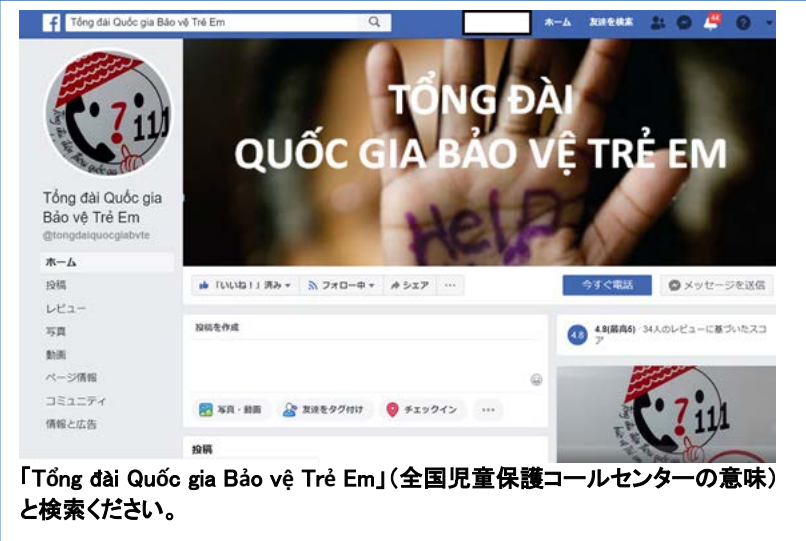 Tổng đài Quốc gia Bảo vệ Trẻ Em
ホーム 友達を検索 44
?111
Tổng đài Quốc gia
Bảo vệ Trẻ Em
@tongdaiquocgiabvte
TỔNG ĐÀI
QUỐC GIA BẢO VỆ TRẺ EM
Help
ホーム
投稿
レビュー
写真
動画
ページ情報
コミュニティ
情報と広告
「いいね！」済み フォロー中 シェア ···
今すぐ電話 メッセージを送信
投稿を作成
写真・動画 友達をタグ付け チェックイン ···
投稿
4.8 4.8(最高5) · 34人のレビューに基づいたスコ
ア
?111
「Tổng đài Quốc gia Bảo vệ Trẻ Em」(全国児童保護コールセンターの意味)
と検索ください。